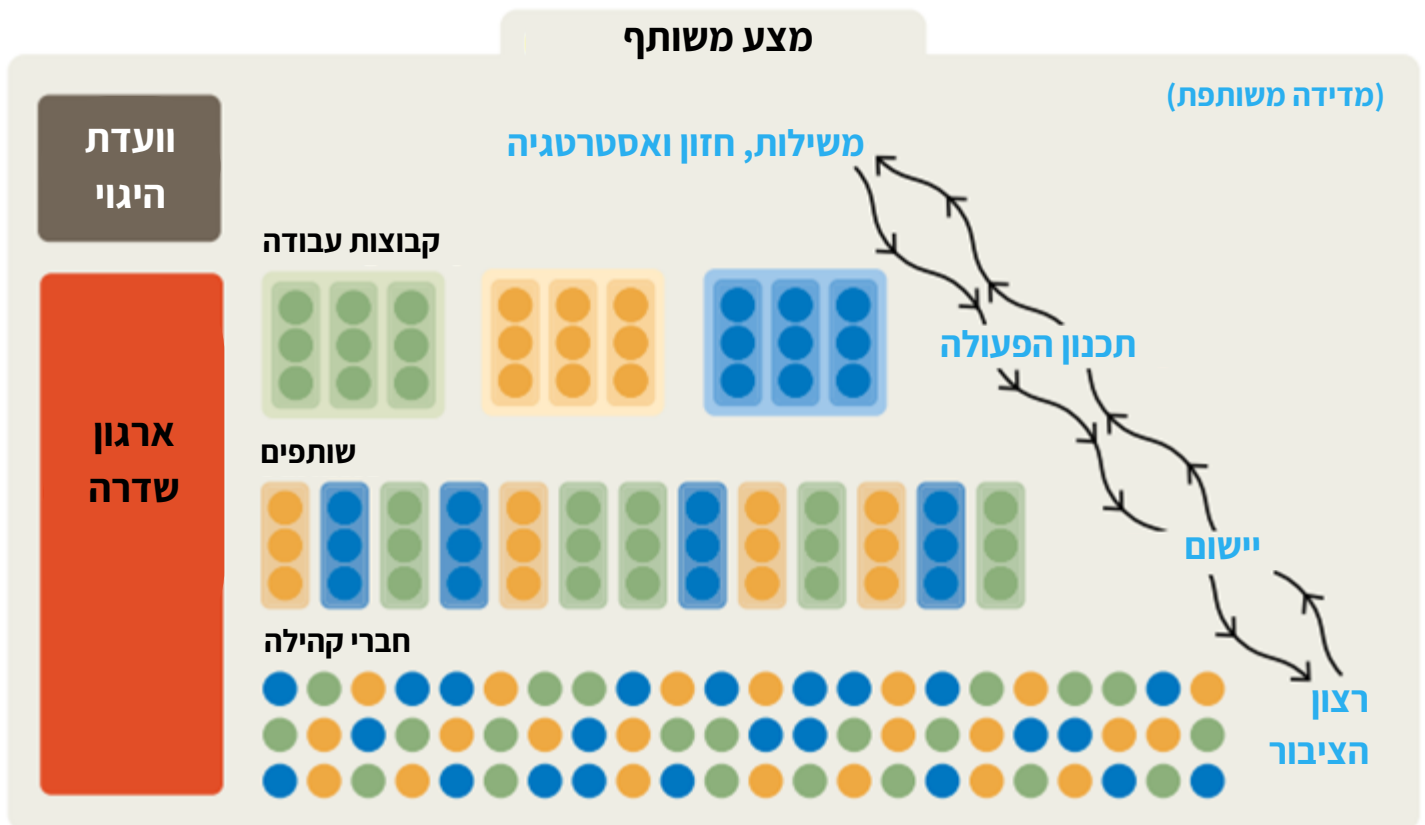 מצע משותף
(מדידה משותפת)
וועדת
היגוי
משילות, חזון ואסטרטגיה
קבוצות עבודה
תכנון הפעולה
ארגון
שדרה
שותפים
יישום
חברי קהילה
רצון
הציבור